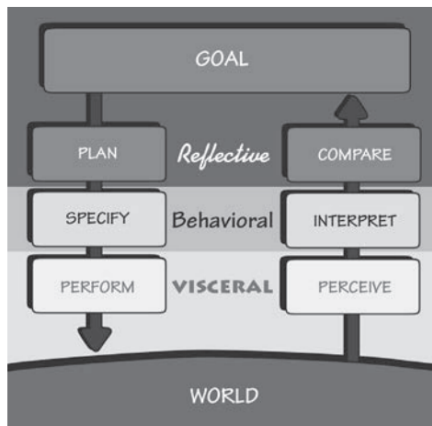 GOAL
PLAN Reflective COMPARE
SPECIFY Behavioral INTERPRET
PERFORM VISCERAL PERCEIVE
WORLD